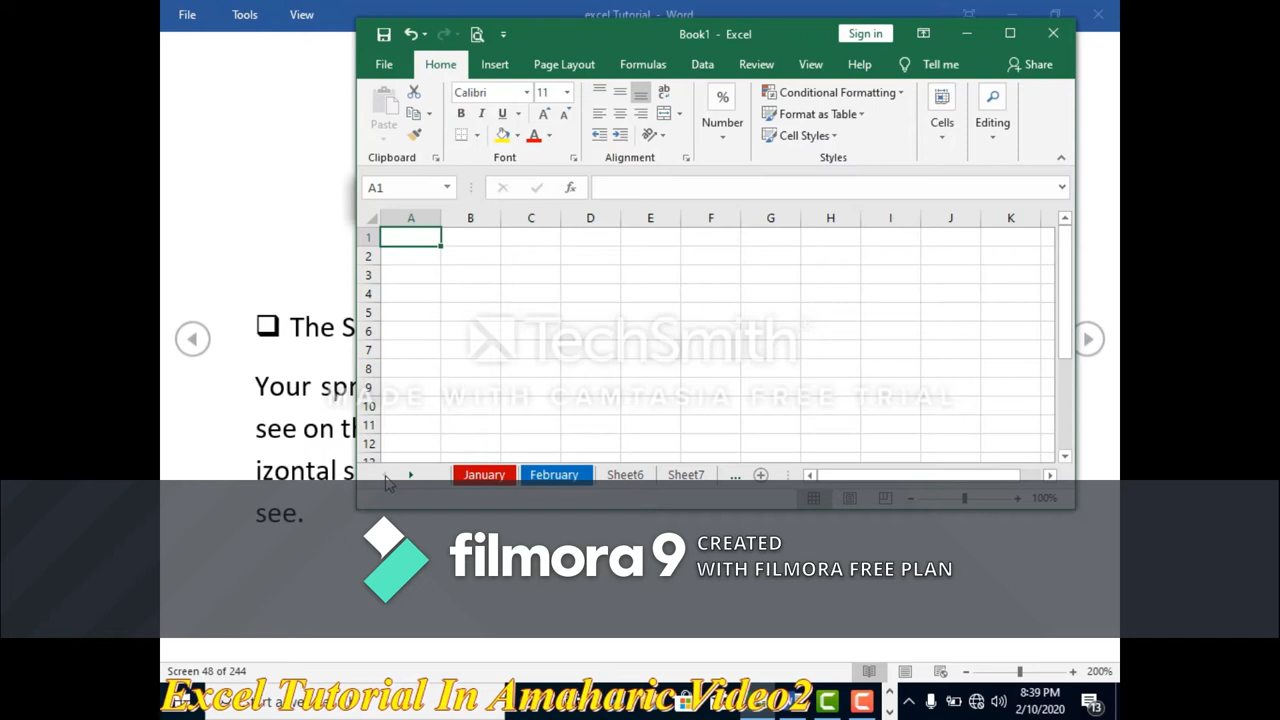 File Tools View excel Tutorial - Word
Book1 - Excel Sign in
File Home Insert Page Layout Formulas Data Review View Help Tell me Share
Paste Calibri 11 ab
B I U A A A
% Number
Conditional Formatting
Format as Table
Cell Styles
Cells Editing
Clipboard Font Alignment Styles
A1 fx
A B C D E F G H I J K
1
2
3
4
5
6
7
8
9
10
11
12
13
TechSmith
MADE WITH CAMTASIA FREE TRIAL
The S
Your spr
see on th
izontal s
see.
January February Sheet6 Sheet7 ...
100%
filmora9 CREATED
WITH FILMORA FREE PLAN
Screen 48 of 244 200%
Excel Tutorial In Amaharic Video2
8:39 PM
2/10/2020
13